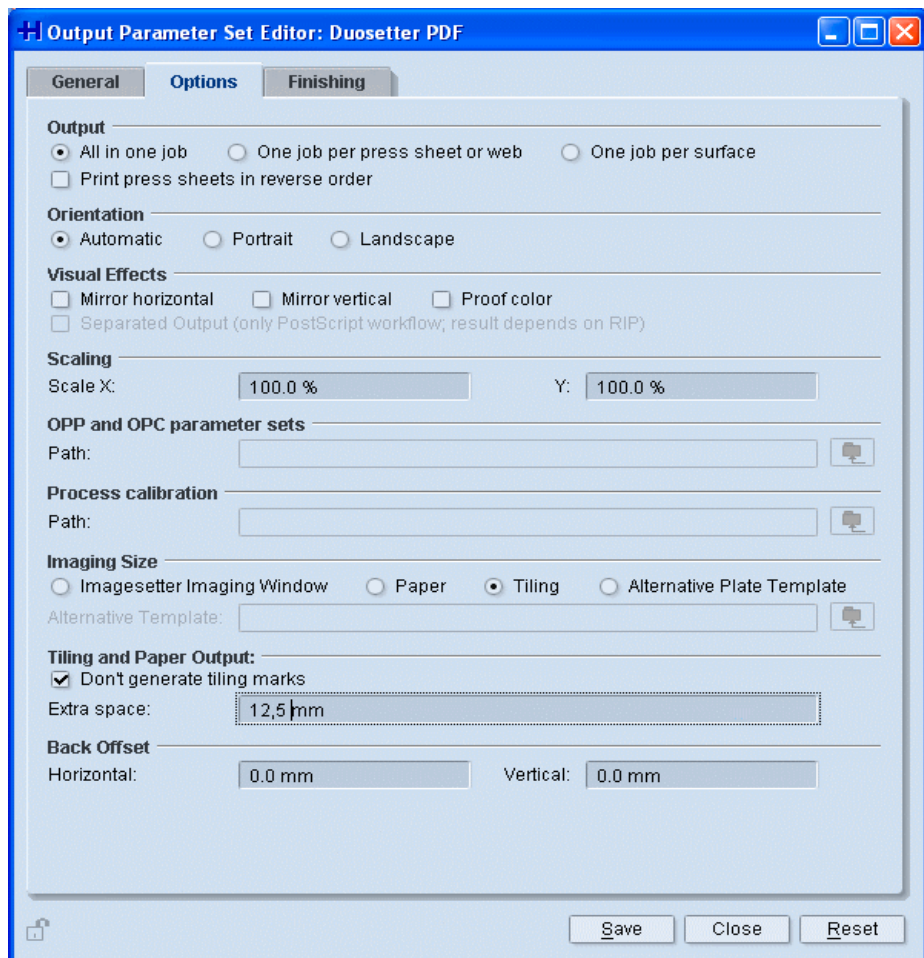 Output Parameter Set Editor: Duosetter PDF
General Options Finishing
Output
All in one job One job per press sheet or web One job per surface
Print press sheets in reverse order
Orientation
Automatic Portrait Landscape
Visual Effects
Mirror horizontal Mirror vertical Proof color
Separated Output (only PostScript workflow; result depends on RIP)
Scaling
Scale X: 100.0 % Y: 100.0 %
OPP and OPC parameter sets
Path:
Process calibration
Path:
Imaging Size
Imagesetter Imaging Window Paper Tiling Alternative Plate Template
Alternative Template:
Tiling and Paper Output:
Don't generate tiling marks
Extra space: 12,5 mm
Back Offset
Horizontal: 0.0 mm Vertical: 0.0 mm
Save Close Reset